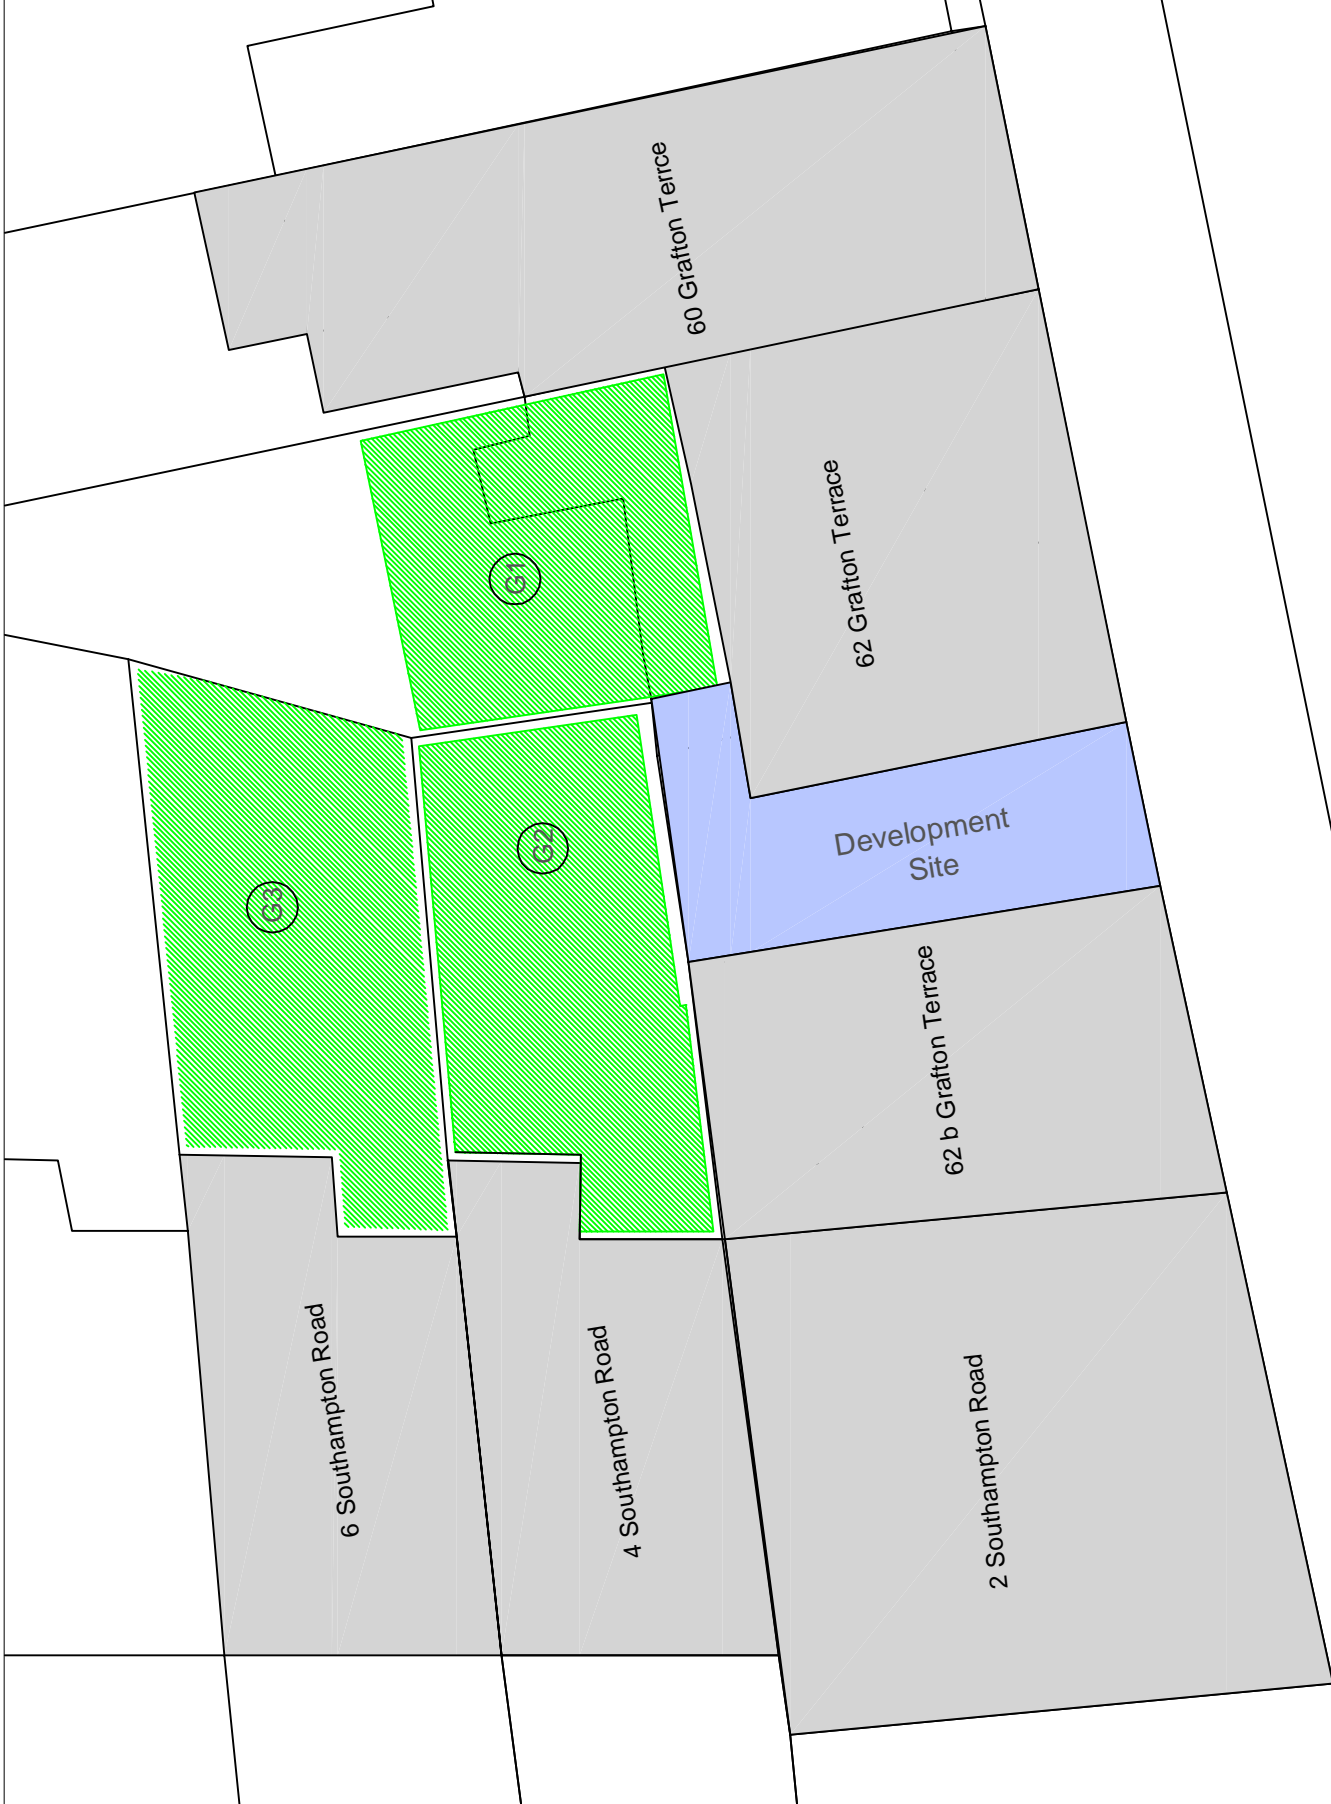 60 Grafton Terrce
62 Grafton Terrace
G1
G2
G3
Development
Site
62 b Grafton Terrace
6 Southampton Road
4 Southampton Road
2 Southampton Road